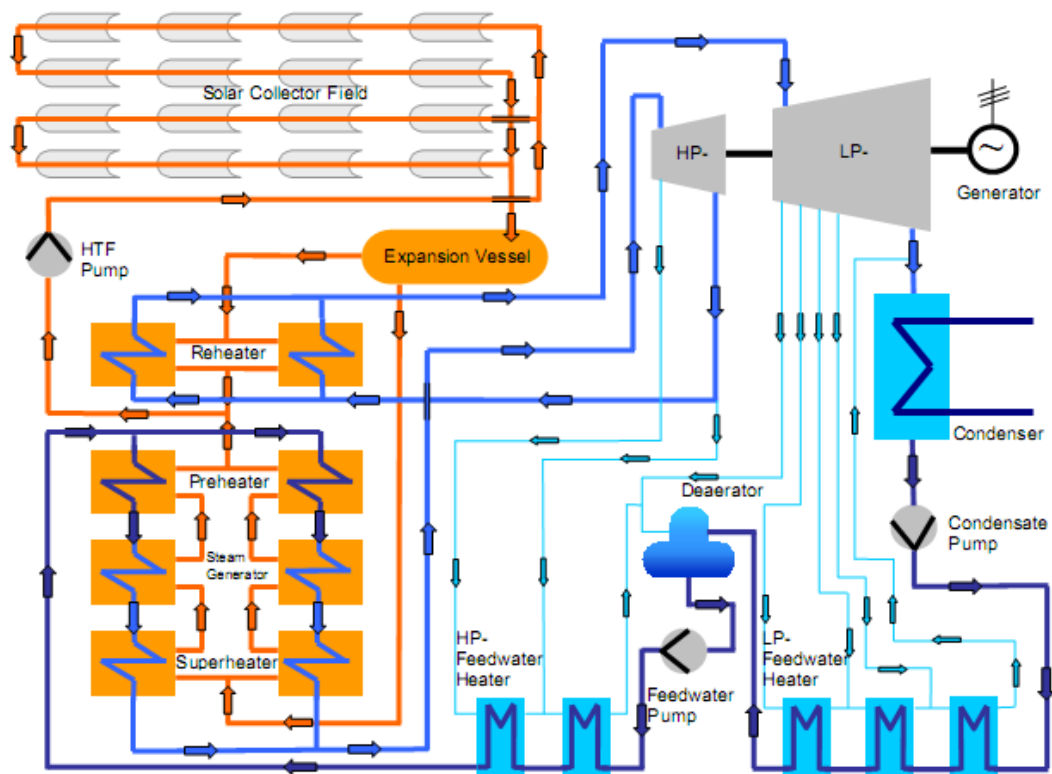 Solar Collector Field
HP-
LP-
Generator
HTF
Pump
Expansion Vessel
Reheater
Condenser
Preheater
Deaerator
Condensate
Pump
Steam
Generator
HP-
Feedwater
Heater
LP-
Feedwater
Heater
Superheater
Feedwater
Pump